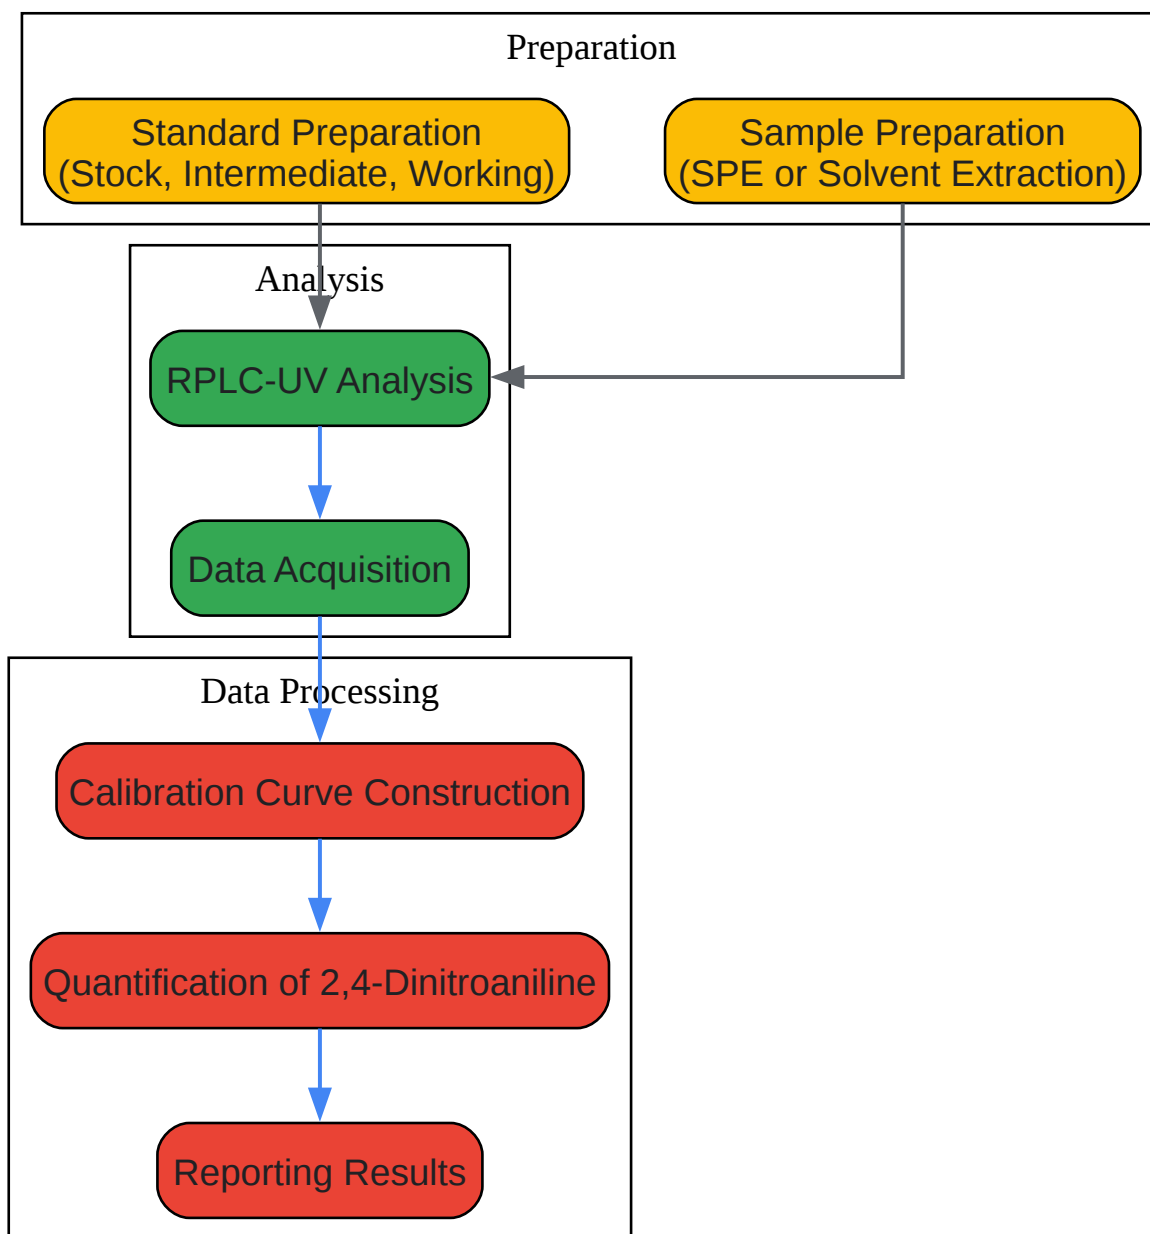 Preparation
Standard Preparation
(Stock, Intermediate, Working)
Sample Preparation
(SPE or Solvent Extraction)
Analysis
RPLC-UV Analysis
Data Acquisition
Data Processing
Calibration Curve Construction
Quantification of 2,4-Dinitroaniline
Reporting Results